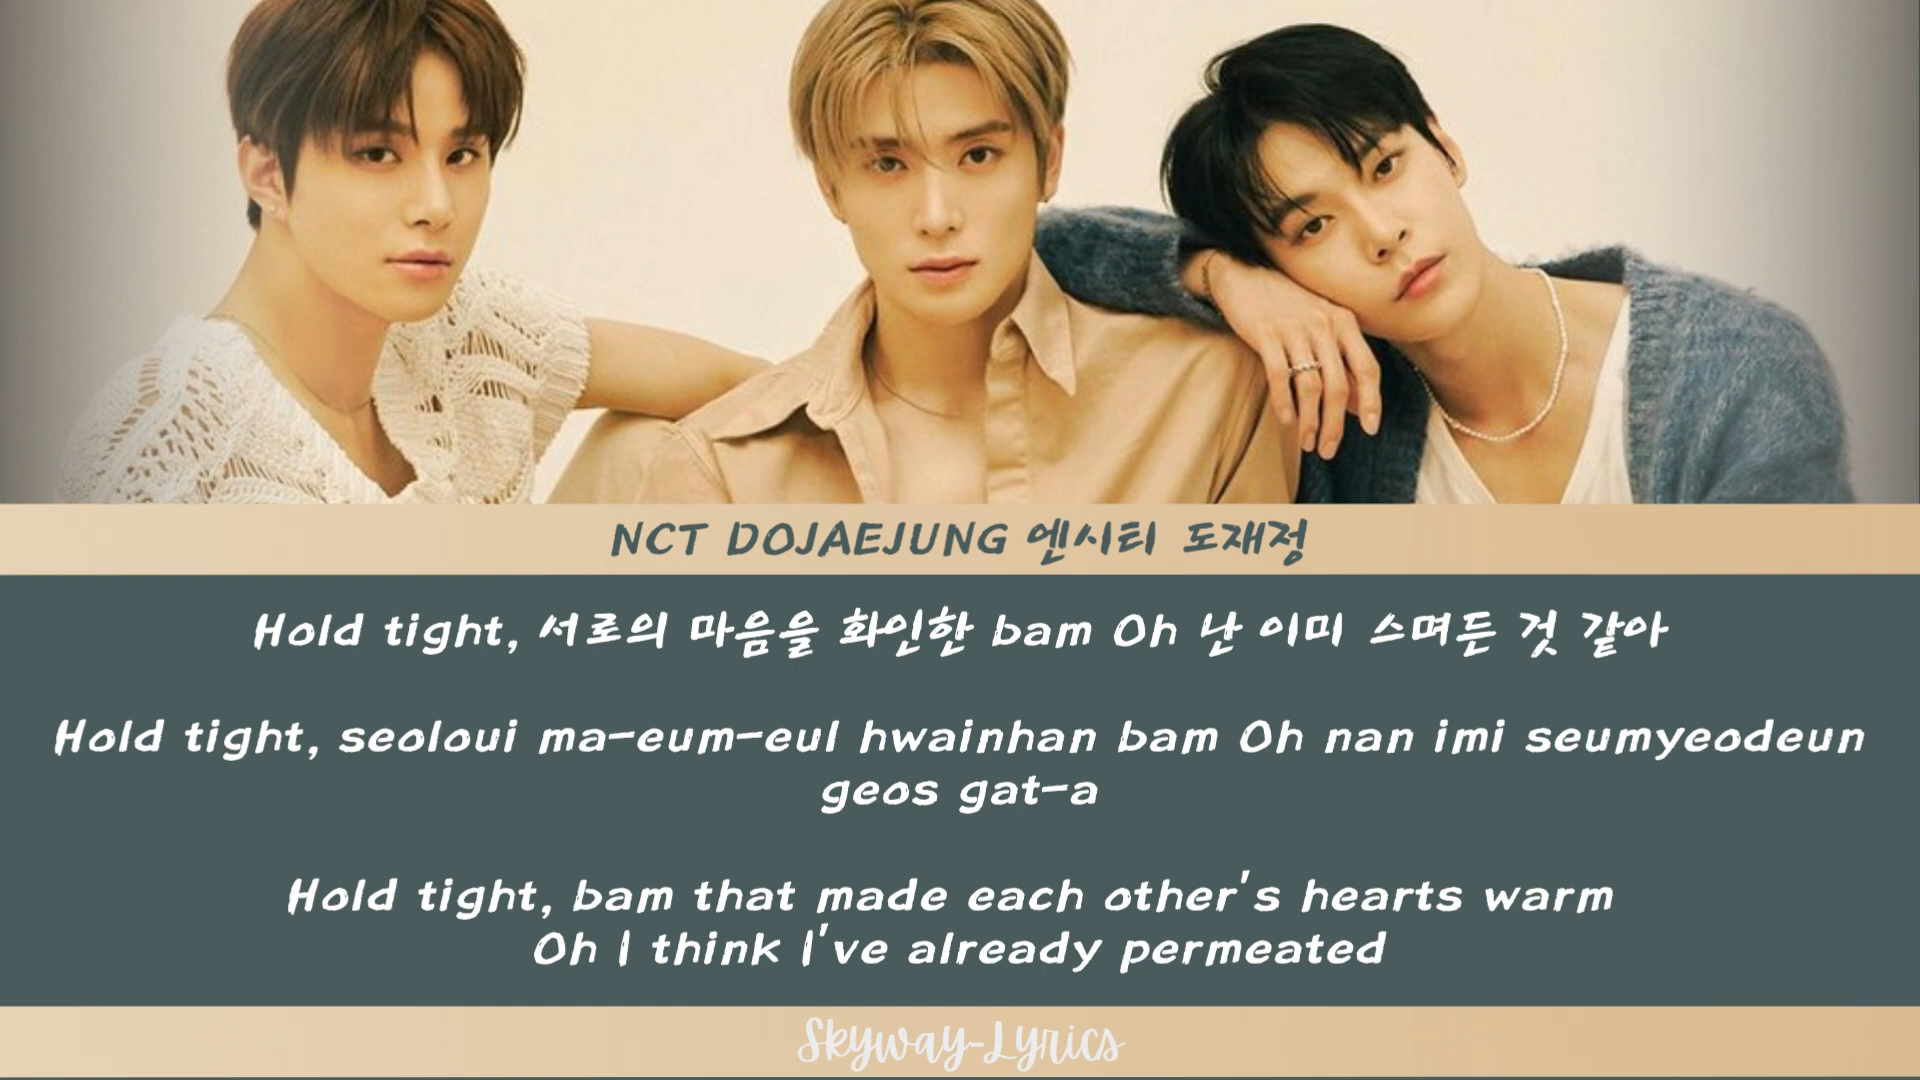 NCT DOJAEJUNG 엔시티 도재정
Hold tight, 서로의 마음을 화인한 bam Oh 난 이미 스며든 것 같아
Hold tight, seoloui ma-eum-eul hwainhan bam Oh nan imi seumyeodeun
geos gat-a
Hold tight, bam that made each other's hearts warm
Oh I think I've already permeated
Skyway-Lyrics